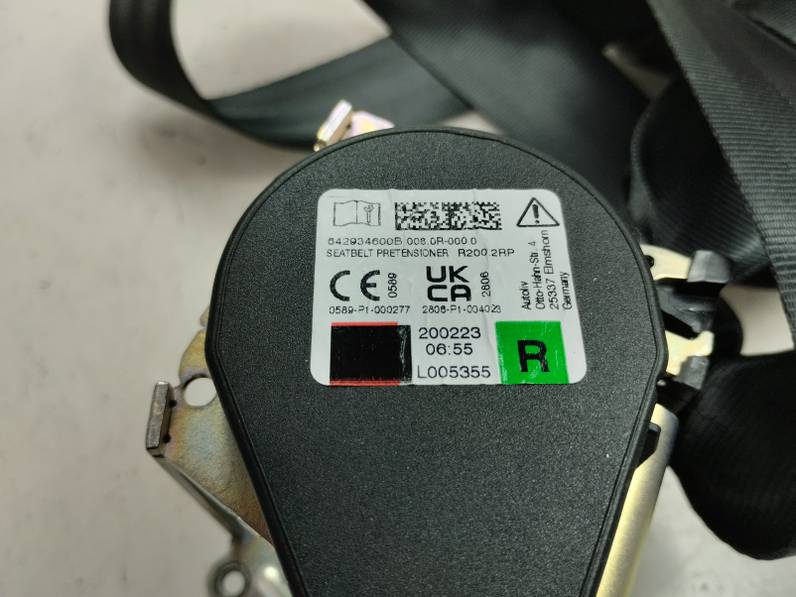 642934600B 008.0R-000.0
SEATBELT PRETENSIONER R200.2RP
CE 0589
UK
CA 2806
0589-P1-000277 2806-P1-004023
Autoliv
Otto-Hahn-Str. 4
25337 Elmshorn
Germany
200223
06:55
L005355
R